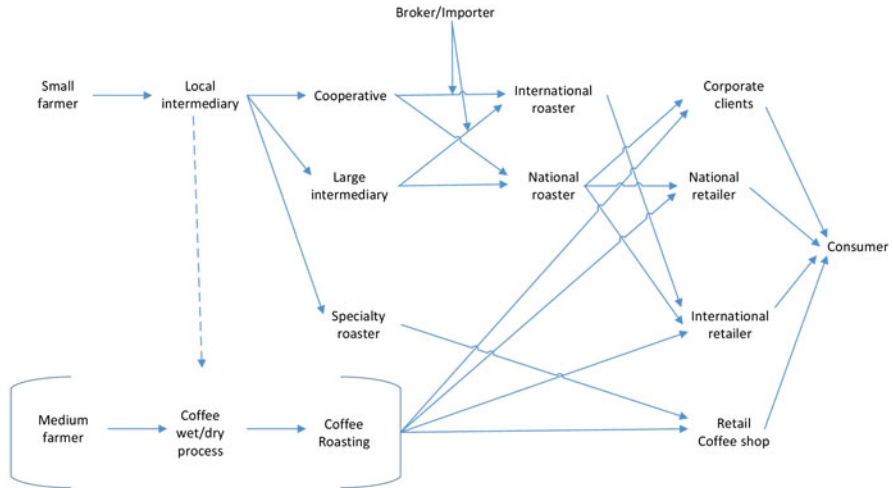 Broker/Importer
Small
farmer
Local
intermediary
Cooperative
International
roaster
Corporate
clients
Large
intermediary
National
roaster
National
retailer
Consumer
Specialty
roaster
International
retailer
Medium
farmer
Coffee
wet/dry
process
Coffee
Roasting
Retail
Coffee shop